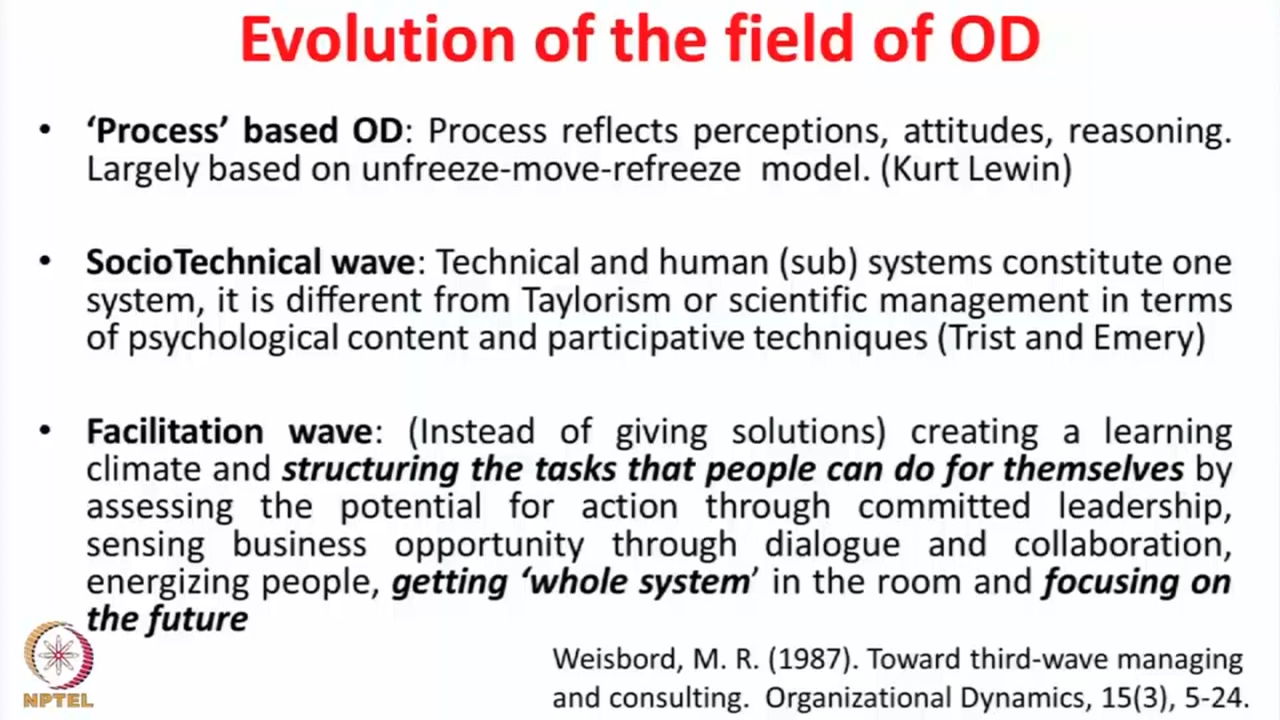 Evolution of the field of OD
• ‘Process’ based OD: Process reflects perceptions, attitudes, reasoning.
Largely based on unfreeze-move-refreeze model. (Kurt Lewin)
• SocioTechnical wave: Technical and human (sub) systems constitute one
system, it is different from Taylorism or scientific management in terms
of psychological content and participative techniques (Trist and Emery)
• Facilitation wave: (Instead of giving solutions) creating a learning
climate and structuring the tasks that people can do for themselves by
assessing the potential for action through committed leadership,
sensing business opportunity through dialogue and collaboration,
energizing people, getting ‘whole system’ in the room and focusing on
the future
Weisbord, M. R. (1987). Toward third-wave managing
and consulting. Organizational Dynamics, 15(3), 5-24.
NPTEL